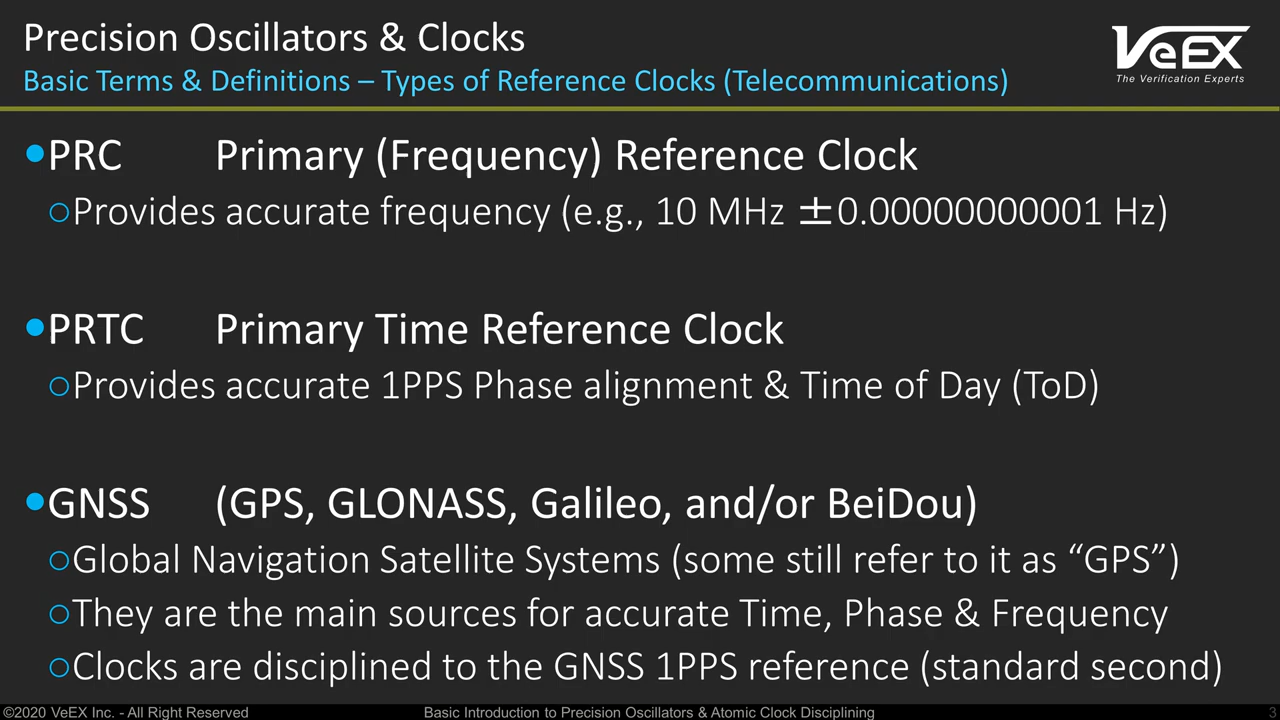 Precision Oscillators & Clocks
Basic Terms & Definitions – Types of Reference Clocks (Telecommunications)
VeEX
The Verification Experts
•PRC Primary (Frequency) Reference Clock
○Provides accurate frequency (e.g., 10 MHz ±0.00000000001 Hz)
•PRTC Primary Time Reference Clock
○Provides accurate 1PPS Phase alignment & Time of Day (ToD)
•GNSS (GPS, GLONASS, Galileo, and/or BeiDou)
○Global Navigation Satellite Systems (some still refer to it as “GPS”)
○They are the main sources for accurate Time, Phase & Frequency
○Clocks are disciplined to the GNSS 1PPS reference (standard second)
©2020 VeEX Inc. - All Right Reserved Basic Introduction to Precision Oscillators & Atomic Clock Disciplining 3